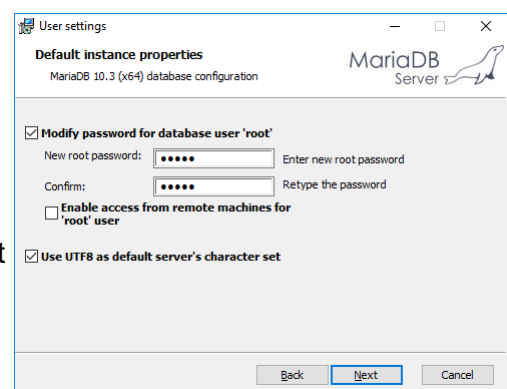 User settings
Default instance properties
MariaDB 10.3 (x64) database configuration
MariaDB
Server
Modify password for database user 'root'
New root password: ••••• Enter new root password
Confirm: ••••• Retype the password
Enable access from remote machines for
'root' user
t
Use UTF8 as default server's character set
Back Next Cancel